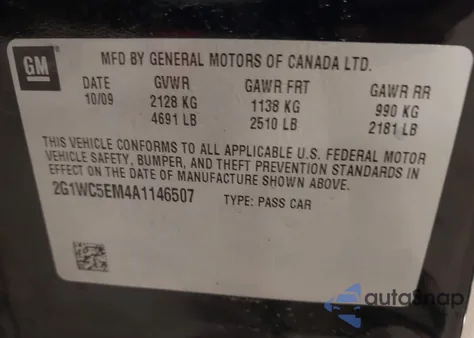 GM
MFD BY GENERAL MOTORS OF CANADA LTD.
DATE GVWR GAWR FRT GAWR RR
10/09 2128 KG 1138 KG 990 KG
4691 LB 2510 LB 2181 LB
THIS VEHICLE CONFORMS TO ALL APPLICABLE U.S. FEDERAL MOTOR
VEHICLE SAFETY, BUMPER, AND THEFT PREVENTION STANDARDS IN
EFFECT ON THE DATE OF MANUFACTURE SHOWN ABOVE.
2G1WC5EM4A1146507 TYPE: PASS CAR
autosnap